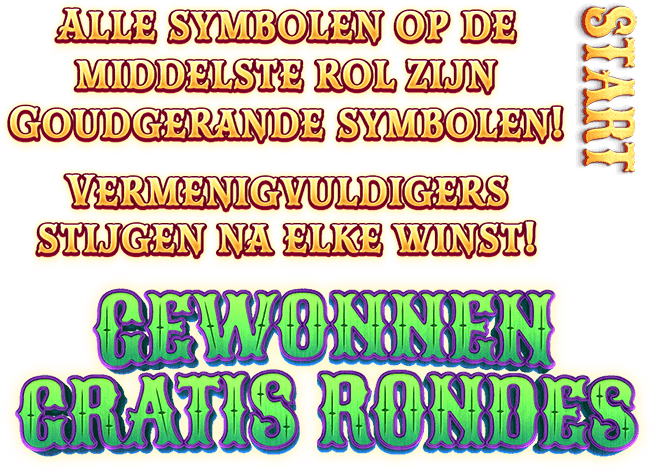 ALLE SYMBOLEN OP DE
MIDDELSTE ROL ZIJN
GOUDGERANDE SYMBOLEN!
VERMENIGVULDIGERS
STIJGEN NA ELKE WINST!
START
GEWONNEN
GRATIS RONDES